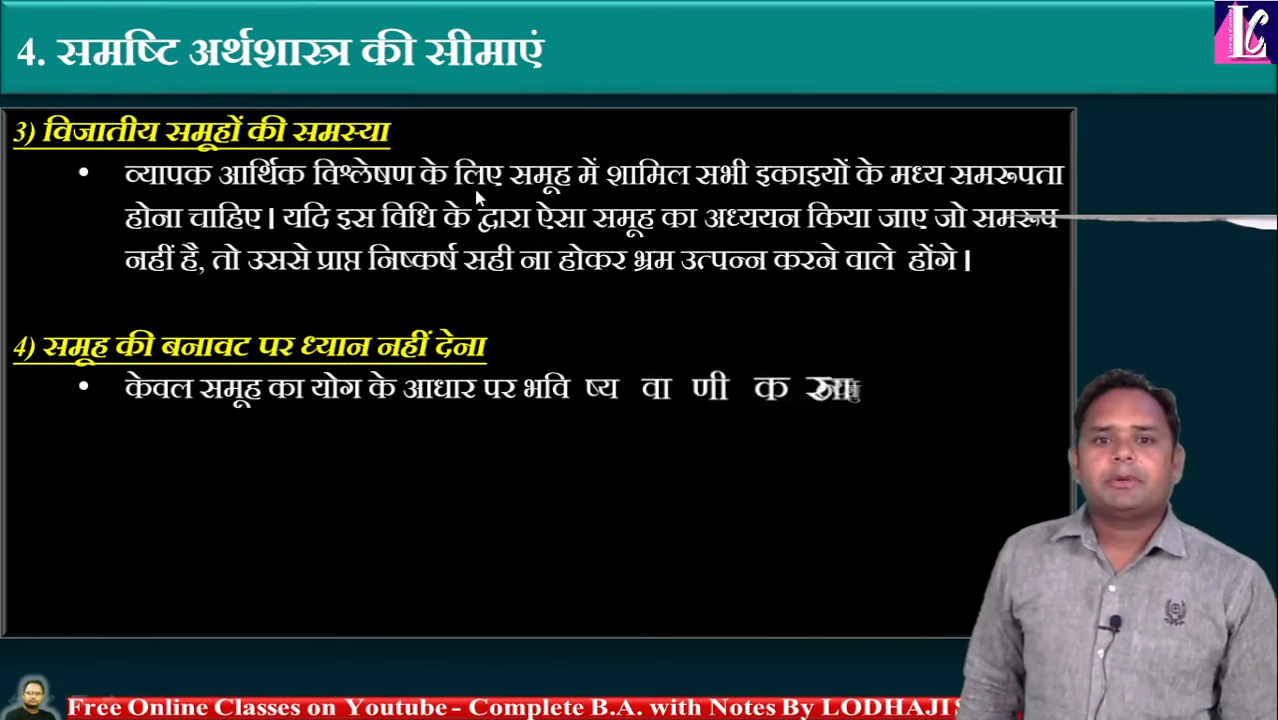 4. समष्टि अर्थशास्त्र की सीमाएं
LC
3) विजातीय समूहों की समस्या
• व्यापक आर्थिक विश्लेषण के लिए समूह में शामिल सभी इकाइयों के मध्य समरूपता
होना चाहिए। यदि इस विधि के द्वारा ऐसा समूह का अध्ययन किया जाए जो समरूप
नहीं है, तो उससे प्राप्त निष्कर्ष सही ना होकर भ्रम उत्पन्न करने वाले होंगे।
4) समूह की बनावट पर ध्यान नहीं देना
• केवल समूह का योग के आधार पर भवि ष्य वा णी क
Free Online Classes on Youtube - Complete B.A. with Notes By LODHAJI